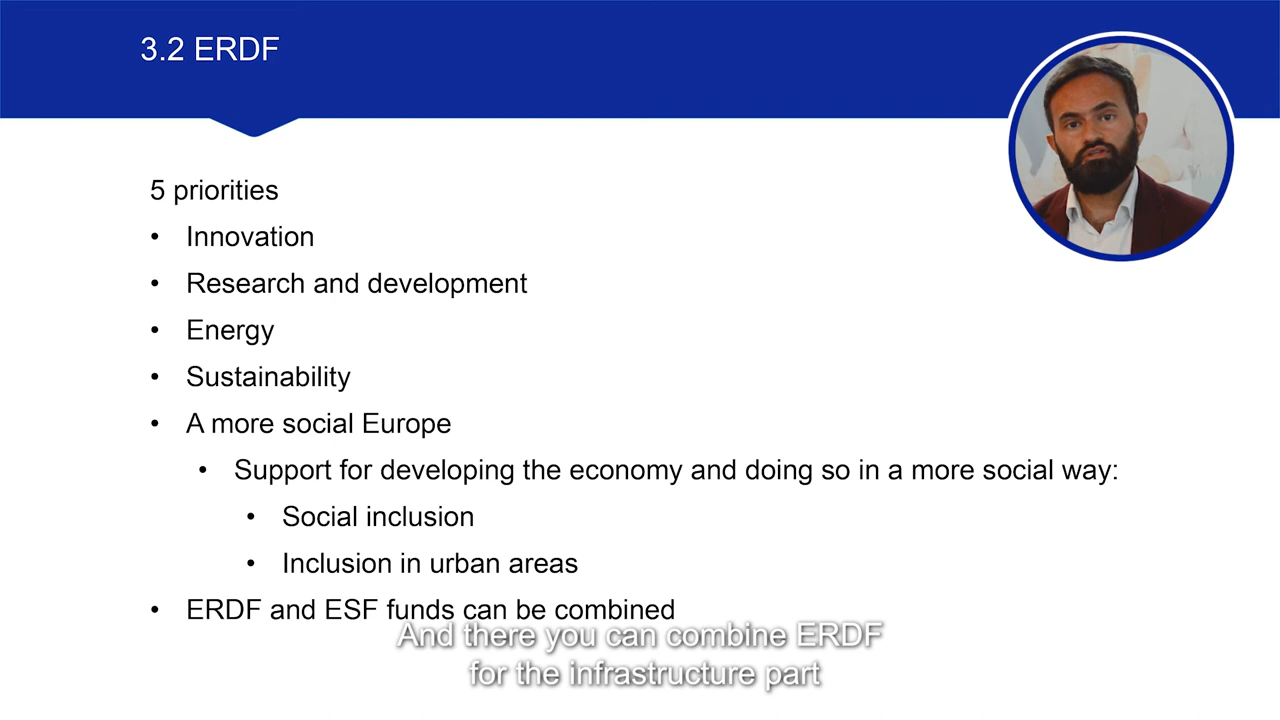 3.2 ERDF
5 priorities
• Innovation
• Research and development
• Energy
• Sustainability
• A more social Europe
• Support for developing the economy and doing so in a more social way:
• Social inclusion
• Inclusion in urban areas
• ERDF and ESF funds can be combined
And there you can combine ERDF
for the infrastructure part